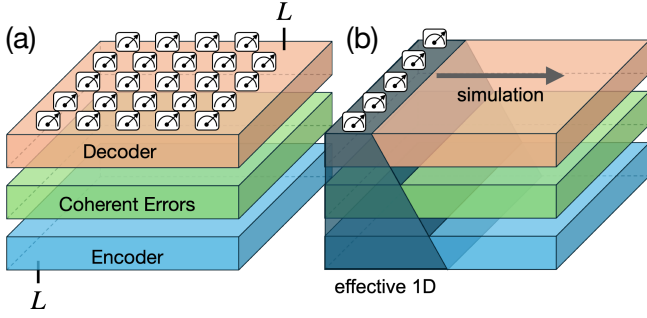 (a)
L
Decoder
Coherent Errors
Encoder
L
(b)
simulation
effective 1D